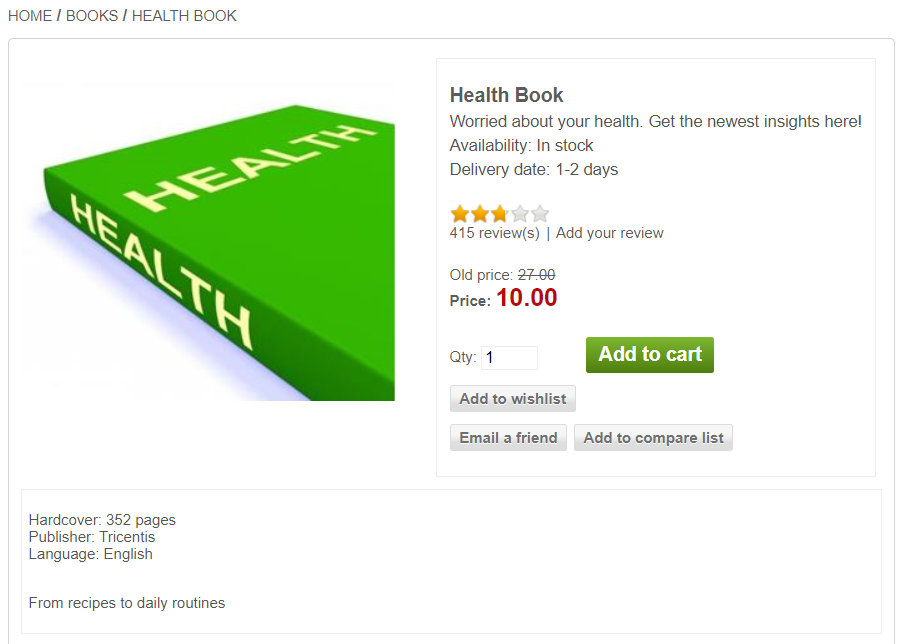 HOME / BOOKS / HEALTH BOOK
HEALTH
HEALTH
Health Book
Worried about your health. Get the newest insights here!
Availability: In stock
Delivery date: 1-2 days
415 review(s) | Add your review
Old price: 27.00
Price: 10.00
Qty: 1 Add to cart
Add to wishlist
Email a friend Add to compare list
Hardcover: 352 pages
Publisher: Tricentis
Language: English
From recipes to daily routines